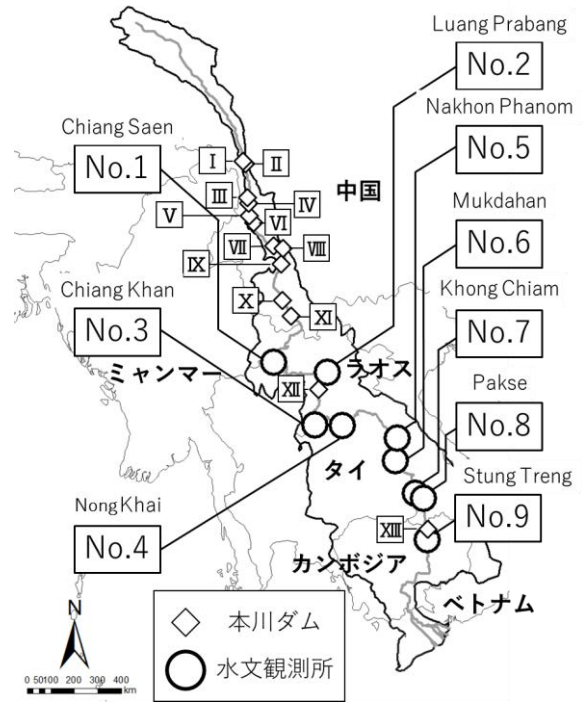 Luang Prabang
No.2
Nakhon Phanom
No.5
Chiang Saen
No.1
I
II
中国
Mukdahan
No.6
III
IV
V
VI
VII
VIII
IX
Khong Chiam
No.7
Chiang Khan
No.3
X
XI
ミャンマー
ラオス
XII
Pakse
No.8
タイ
Stung Treng
No.9
Nong Khai
No.4
XIII
カンボジア
ベトナム
N
本川ダム
水文観測所
0 50100 200 300 400
km